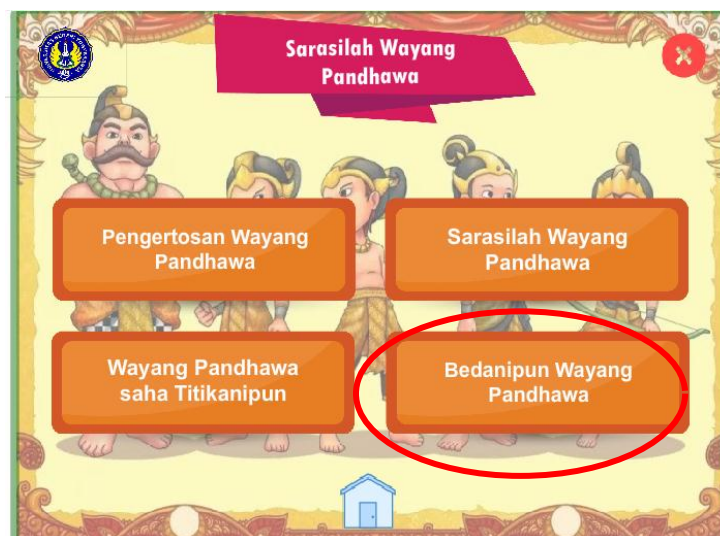 Sarasilah Wayang
Pandhawa
Pengertosan Wayang
Pandhawa
Sarasilah Wayang
Pandhawa
Wayang Pandhawa
saha Titikanipun
Bedanipun Wayang
Pandhawa